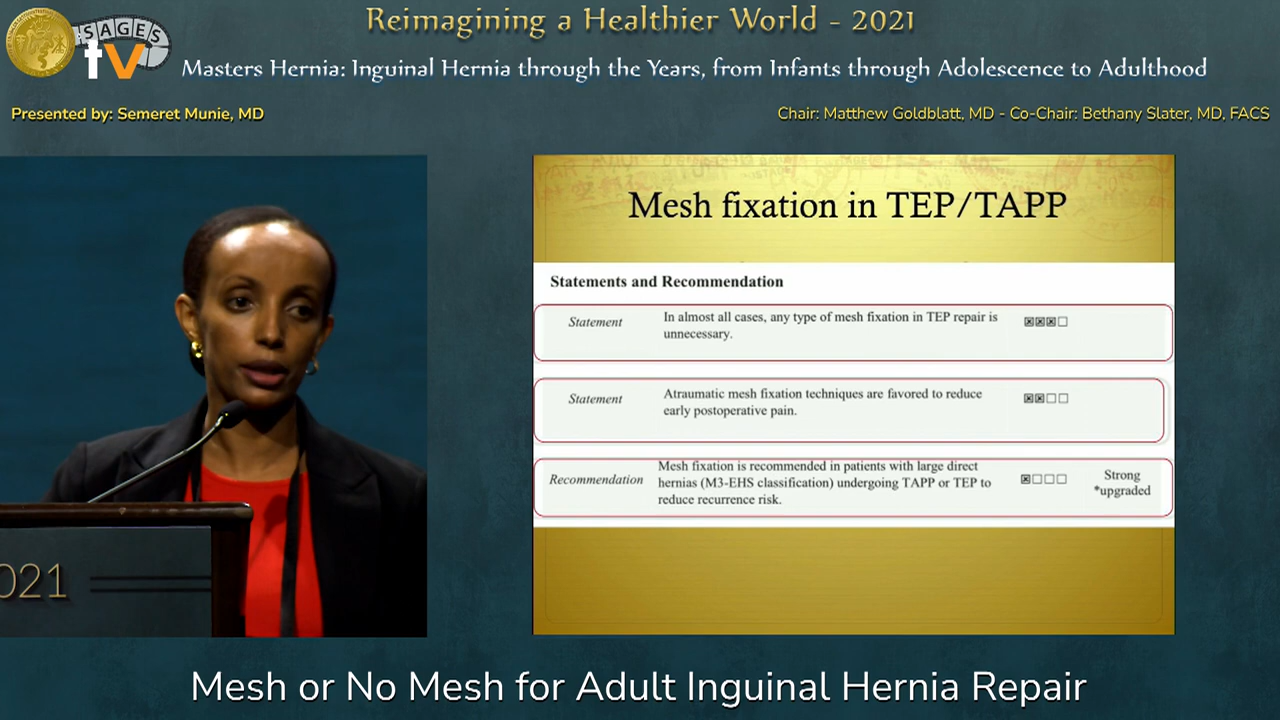 Reimagining a Healthier World - 2021
SAGES
tv
Masters Hernia: Inguinal Hernia through the Years, from Infants through Adolescence to Adulthood
Presented by: Semeret Munie, MD
Chair: Matthew Goldblatt, MD - Co-Chair: Bethany Slater, MD, FACS
Mesh fixation in TEP/TAPP
Statements and Recommendation
Statement
In almost all cases, any type of mesh fixation in TEP repair is
unnecessary.
☒☒☒☐
Statement
Atraumatic mesh fixation techniques are favored to reduce
early postoperative pain.
☒☒☐☐
Recommendation
Mesh fixation is recommended in patients with large direct
hernias (M3-EHS classification) undergoing TAPP or TEP to
reduce recurrence risk.
☒☐☐☐
Strong
*upgraded
021
Mesh or No Mesh for Adult Inguinal Hernia Repair